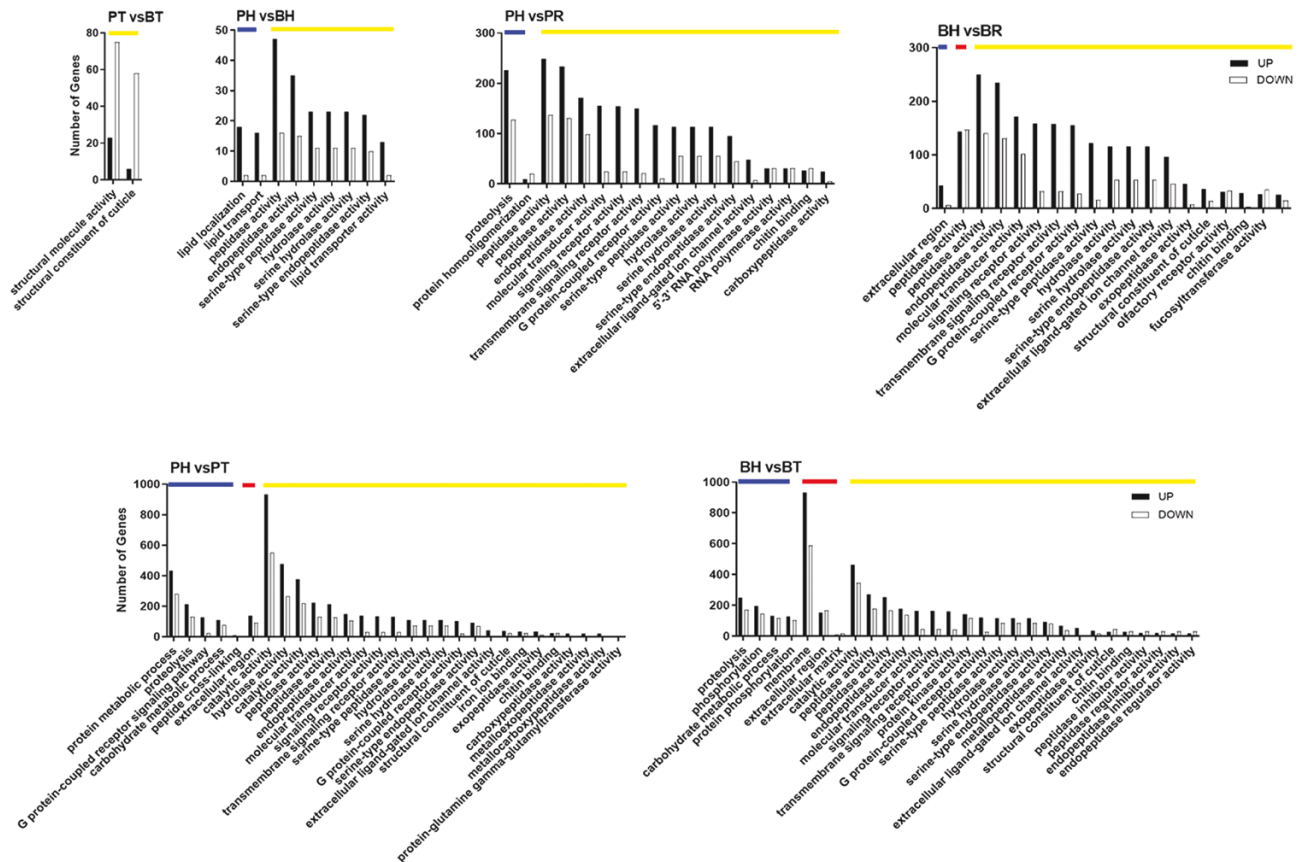 PT vsBT
Number of Genes
80
60
40
20
0
structural molecule activity
structural constituent of cuticle
PH vsBH
50
40
30
20
10
0
lipid localization
lipid transport
peptidase activity
endopeptidase activity
serine-type peptidase activity
hydrolase activity
serine hydrolase activity
serine-type endopeptidase activity
lipid transporter activity
PH vsPR
300
200
100
0
proteolysis
protein homooligomerization
peptidase activity
peptidase activity
endopeptidase activity
molecular transducer activity
signaling receptor activity
transmembrane signaling receptor activity
G protein-coupled receptor activity
serine-type peptidase activity
hydrolase activity
serine hydrolase activity
serine-type endopeptidase activity
extracellular ligand-gated ion channel activity
5'-3' RNA polymerase activity
RNA polymerase activity
chitin binding
carboxypeptidase activity
BH vsBR
300
200
100
0
UP
DOWN
extracellular region
peptidase activity
peptidase activity
endopeptidase activity
molecular transducer activity
signaling receptor activity
transmembrane signaling receptor activity
G protein-coupled receptor activity
serine-type peptidase activity
hydrolase activity
serine hydrolase activity
serine-type endopeptidase activity
extracellular ligand-gated ion channel activity
exopeptidase activity
structural constituent of cuticle
olfactory receptor activity
chitin binding
fucosyltransferase activity
PH vsPT
Number of Genes
1000
800
600
400
200
0
protein metabolic process
proteolysis
G protein-coupled receptor signaling pathway
carbohydrate metabolic process
peptide cross-linking
extracellular region
catalytic activity
hydrolase activity
catalytic activity
peptidase activity
endopeptidase activity
molecular transducer activity
signaling receptor activity
transmembrane signaling receptor activity
serine-type peptidase activity
hydrolase activity
serine hydrolase activity
G protein-coupled receptor activity
serine-type endopeptidase activity
extracellular ligand-gated ion channel activity
structural constituent of cuticle
iron ion binding
exopeptidase activity
chitin binding
carboxypeptidase activity
metalloexopeptidase activity
metallocarboxypeptidase activity
protein-glutamine gamma-glutamyltransferase activity
BH vsBT
1000
800
600
400
200
0
UP
DOWN
proteolysis
phosphorylation
carbohydrate metabolic process
protein phosphorylation
membrane
extracellular region
extracellular matrix
catalytic activity
peptidase activity
peptidase activity
endopeptidase activity
molecular transducer activity
signaling receptor activity
transmembrane signaling receptor activity
protein kinase activity
G protein-coupled receptor activity
serine-type peptidase activity
hydrolase activity
serine hydrolase activity
serine-type endopeptidase activity
metallopeptidase activity
extracellular ligand-gated ion channel activity
exopeptidase activity
structural constituent of cuticle
chitin binding
peptidase inhibitor activity
peptidase regulator activity
endopeptidase inhibitor activity
endopeptidase regulator activity